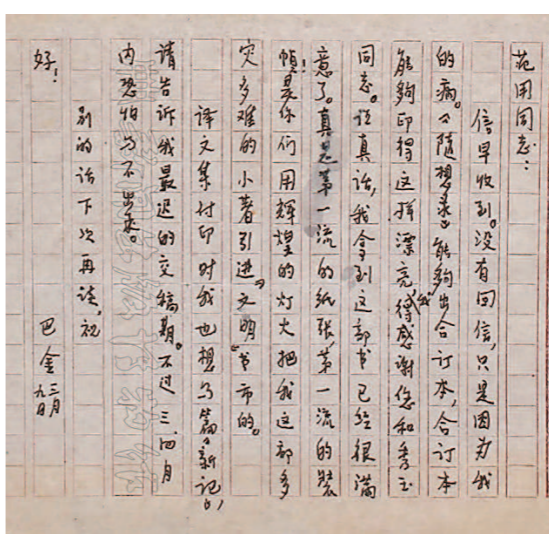 范用同志：
信早收到。没有回信，只是因为我
的病。《随想录》能够出合订本，合订本
能夠印得这样漂亮，我得感谢您和秀玉
同志。说真话，我拿到这部书已经很满
意了。真是第一流的纸张，第一流的装
帧！是你们用辉煌的灯火把我这部多
灾多难的小著引进“文明”书市的。
译文集付印时我也想写篇“新记”，
请告诉我最迟的交稿期。不过三、四月
内恐怕写不出来。
别的话下次再谈，祝
好！
巴金
三月
九日